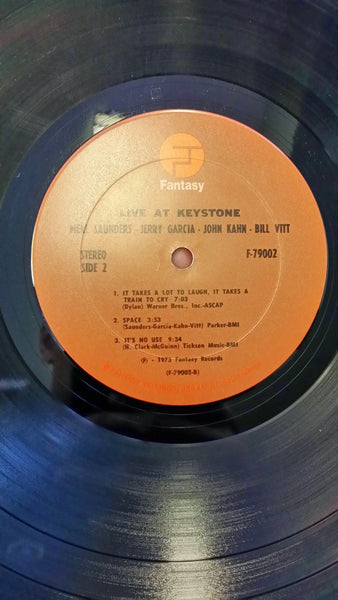 Fantasy
LIVE AT KEYSTONE
MERL SAUNDERS - JERRY GARCIA - JOHN KAHN - BILL VITT
STEREO F-79002
SIDE 2
1. IT TAKES A LOT TO LAUGH, IT TAKES A
TRAIN TO CRY 7:03
(Dylan) Warner Bros., Inc.-ASCAP
2. SPACE 3:53
(Saunders-Garcia-Kahn-Vitt) Parker-BMI
3. IT'S NO USE 9:34
(H. Clark-McGuinn) Tickson Music-BMI
(P) - 1973 Fantasy Records
(F-79002-B)